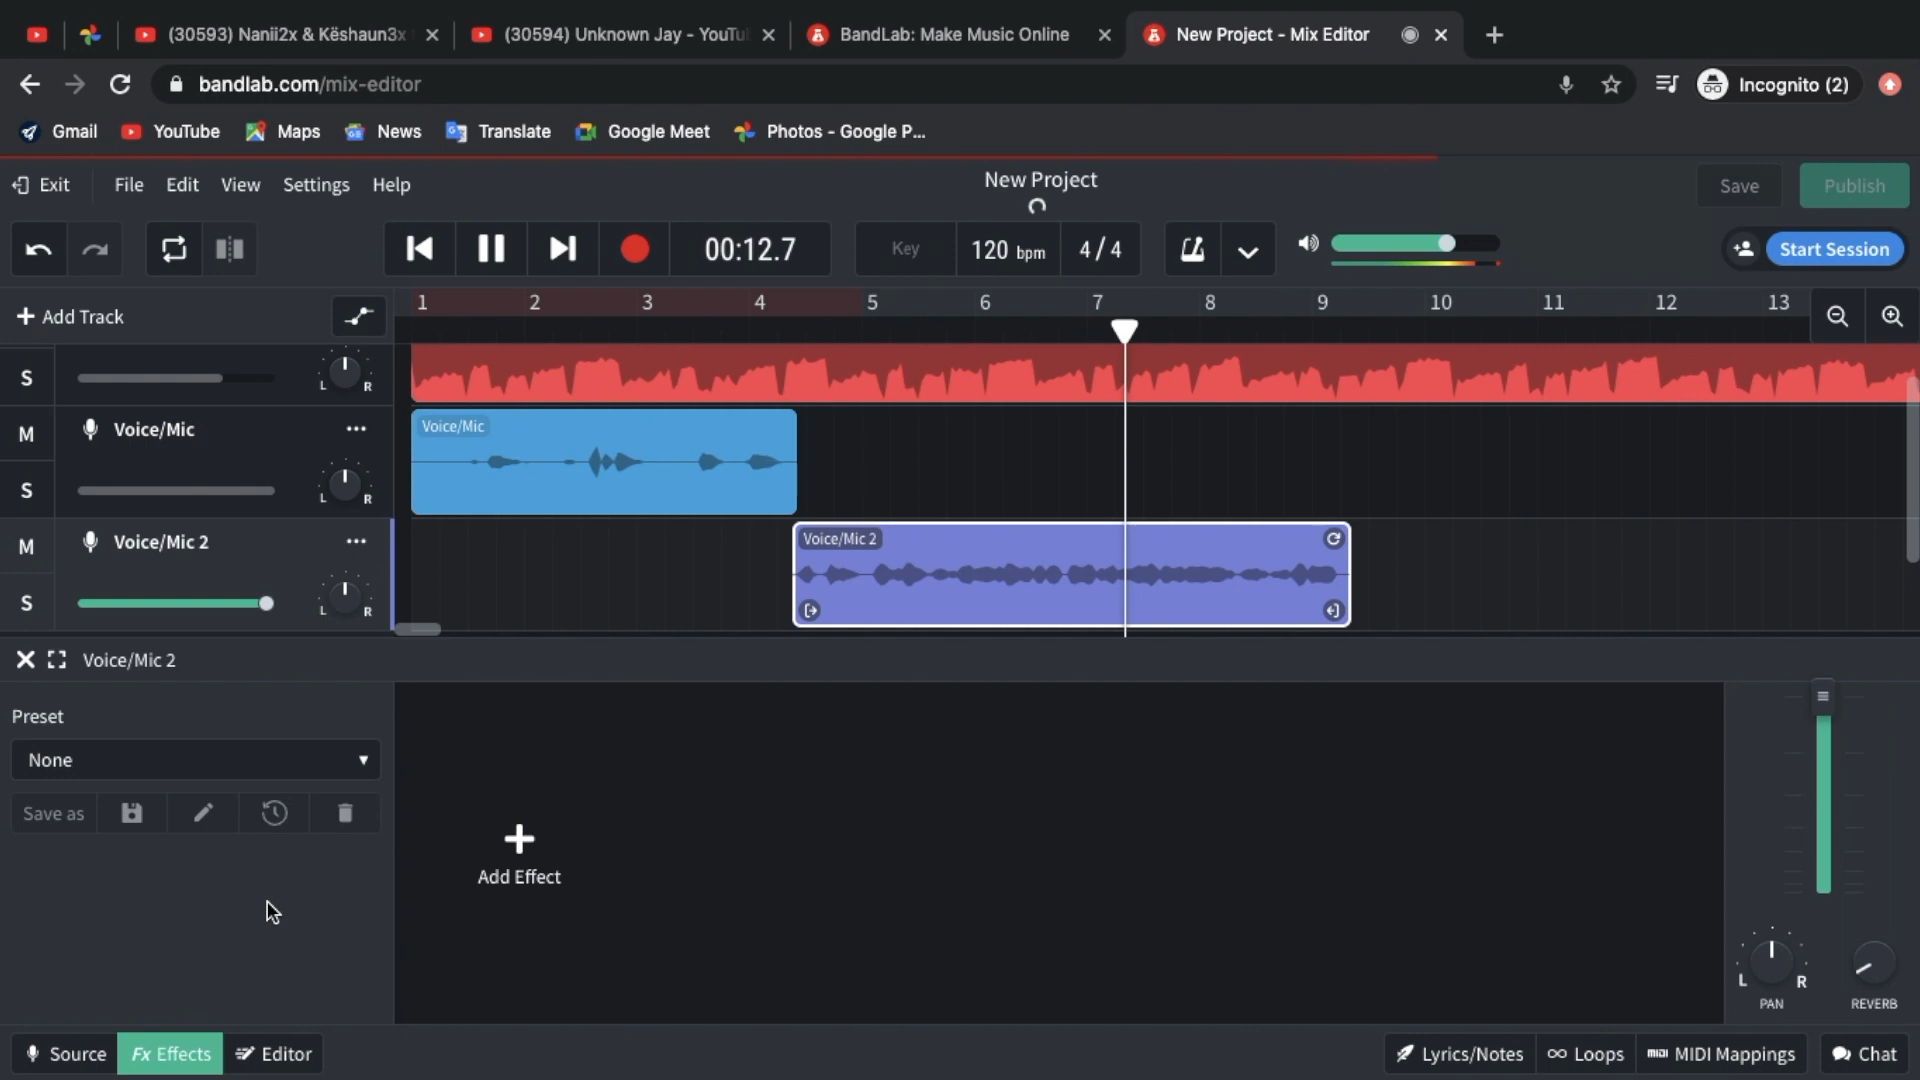 (30593) Nanii2x & Këshaun3x
(30594) Unknown Jay - YouTu
BandLab: Make Music Online
New Project - Mix Editor
bandlab.com/mix-editor
Incognito (2)
Gmail
YouTube
Maps
News
Translate
Google Meet
Photos - Google P...
Exit
File
Edit
View
Settings
Help
New Project
Save
Publish
00:12.7
Key
120 bpm
4 / 4
Start Session
+ Add Track
1 2 3 4 5 6 7 8 9 10 11 12 13
S
L R
M
Voice/Mic
...
S
L R
Voice/Mic
M
Voice/Mic 2
...
S
L R
Voice/Mic 2
Voice/Mic 2
Preset
None
Save as
Add Effect
L R
PAN
REVERB
Source
Fx Effects
Editor
Lyrics/Notes
Loops
MIDI MIDI Mappings
Chat